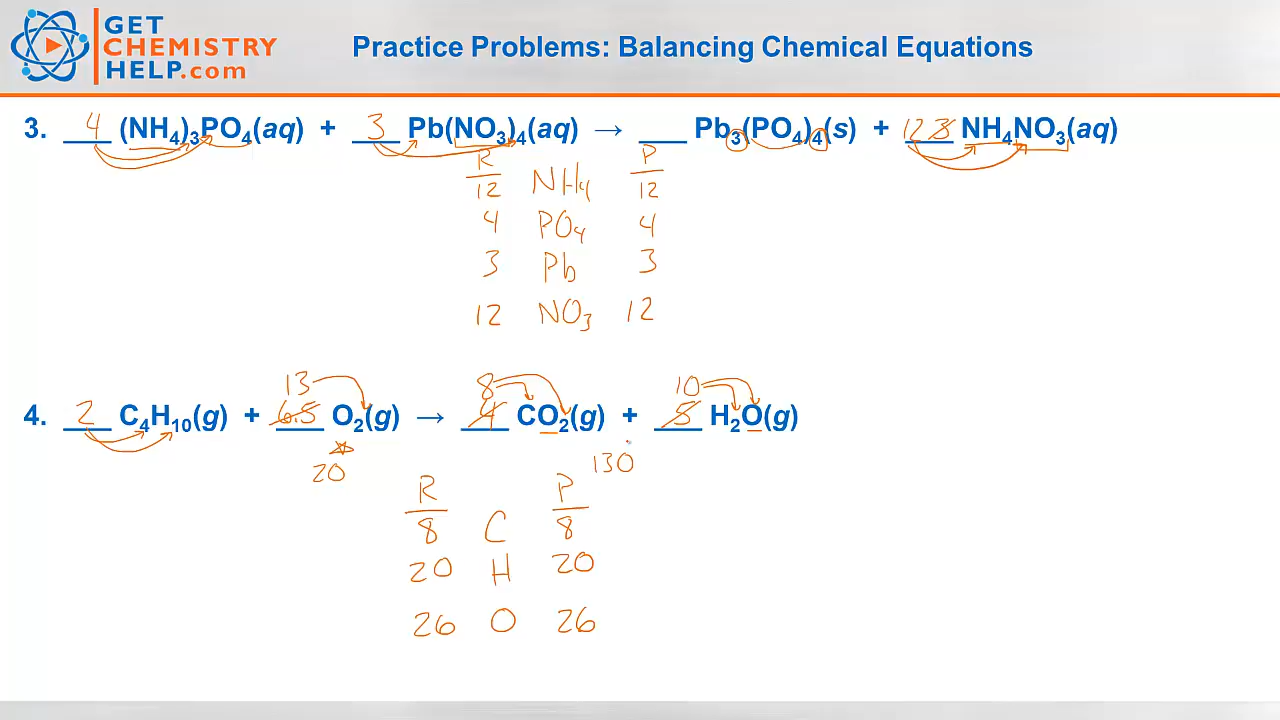 GET
CHEMISTRY
HELP.com
Practice Problems: Balancing Chemical Equations
3. 4 (NH₄)₃PO₄(aq) + 3 Pb(NO₃)₄(aq) → ___ Pb₃(PO₄)₄(s) + 12 3 NH₄NO₃(aq)
R P
12 NH₄ 12
4 PO₄ 4
3 Pb 3
12 NO₃ 12
13 8 10
4. 2 C₄H₁₀(g) + 6.5 O₂(g) → 4 CO₂(g) + 5 H₂O(g)
20 130
R P
8 C 8
20 H 20
26 O 26